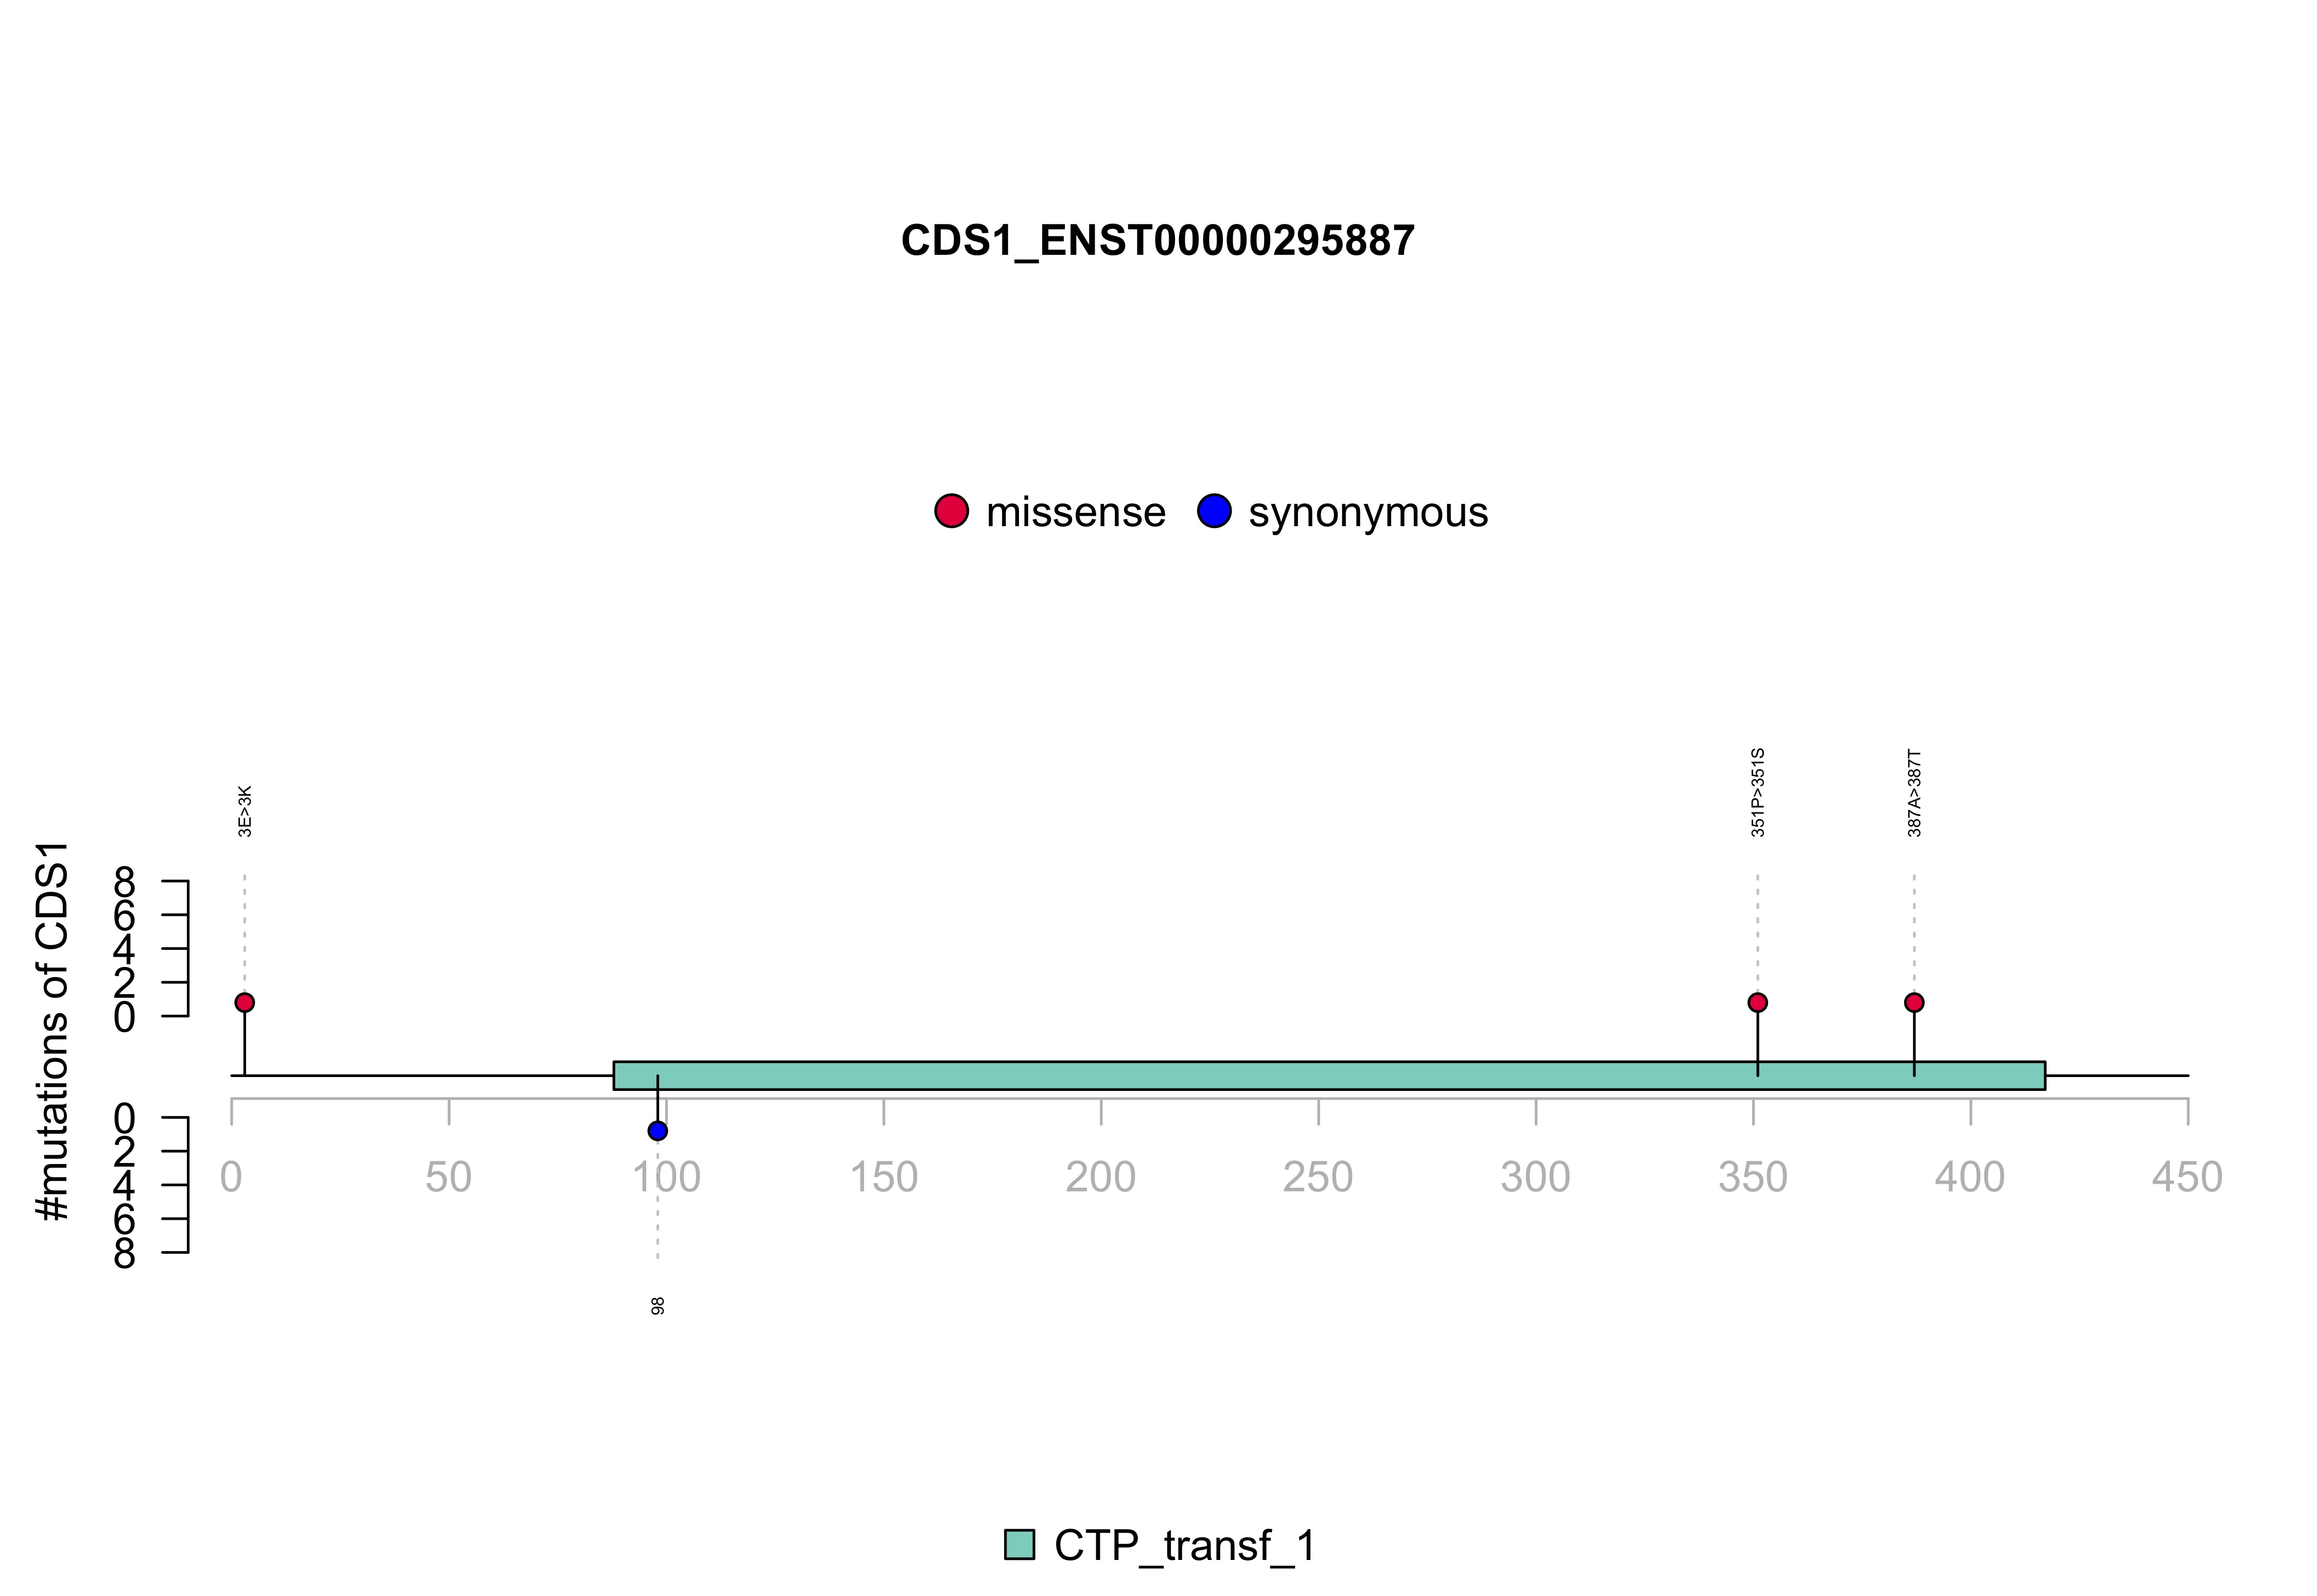 CDS1_ENST00000295887
missense synonymous
3E>3K
351P>351S
387A>387T
#mutations of CDS1
8
6
4
2
0
0
2
4
6
8
0 50 100 150 200 250 300 350 400 450
98
CTP_transf_1